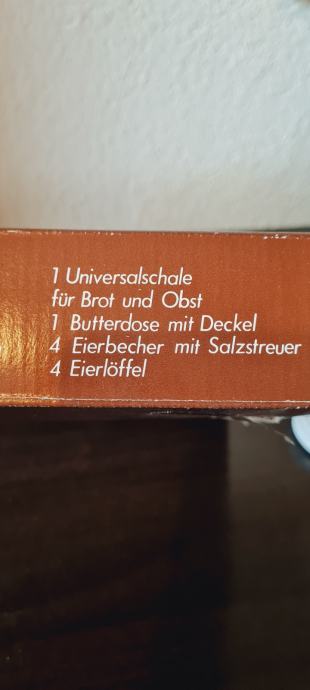 1 Universalschale
für Brot und Obst
1 Butterdose mit Deckel
4 Eierbecher mit Salzstreuer
4 Eierlöffel